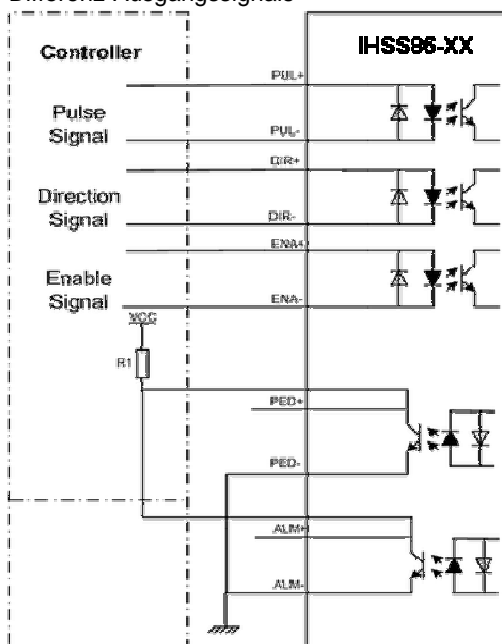 Differenz-Ausgangssignale
Controller
IHSS86-XX
PUL+
Pulse
Signal
PUL-
DIR+
Direction
Signal
DIR-
ENA+
Enable
Signal
ENA-
VCC
R1
PED+
PED-
ALM+
ALM-